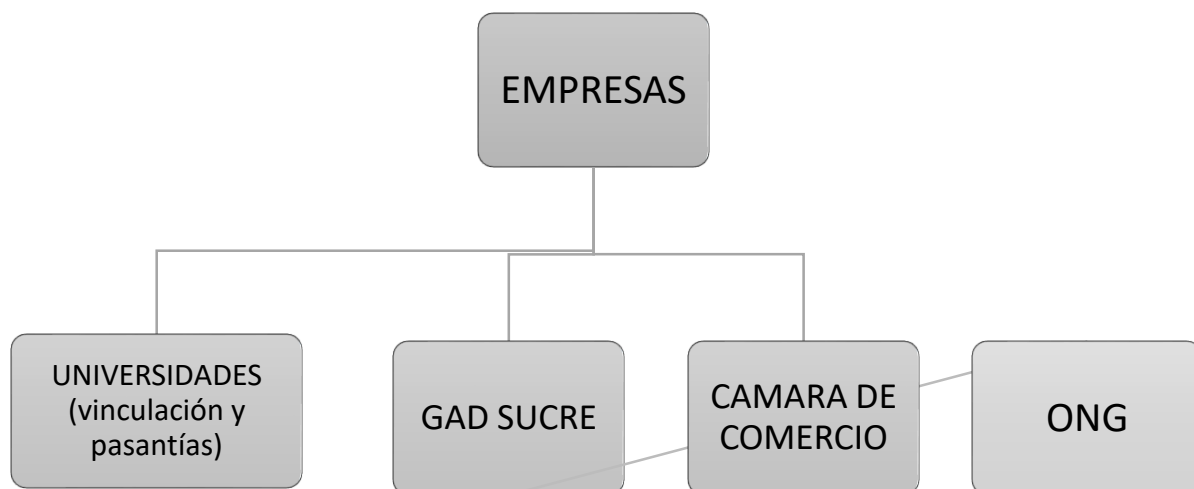 EMPRESAS
UNIVERSIDADES
(vinculación y
pasantías)
GAD SUCRE
CAMARA DE
COMERCIO
ONG